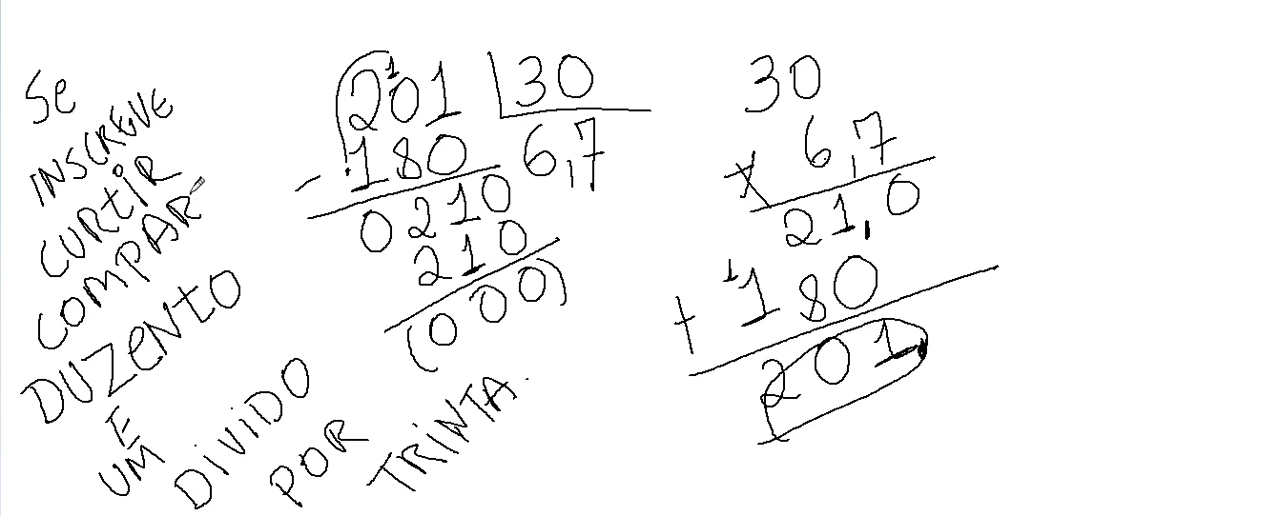 Se
INSCREVE
CURtiR
COMPAR
DUZENTO
E
UM
DIVIDO
POR
TRINTA.
201 30
- 180 6,7
0210
210
(000)
30
x 6,7
21,0
+ 180
201,